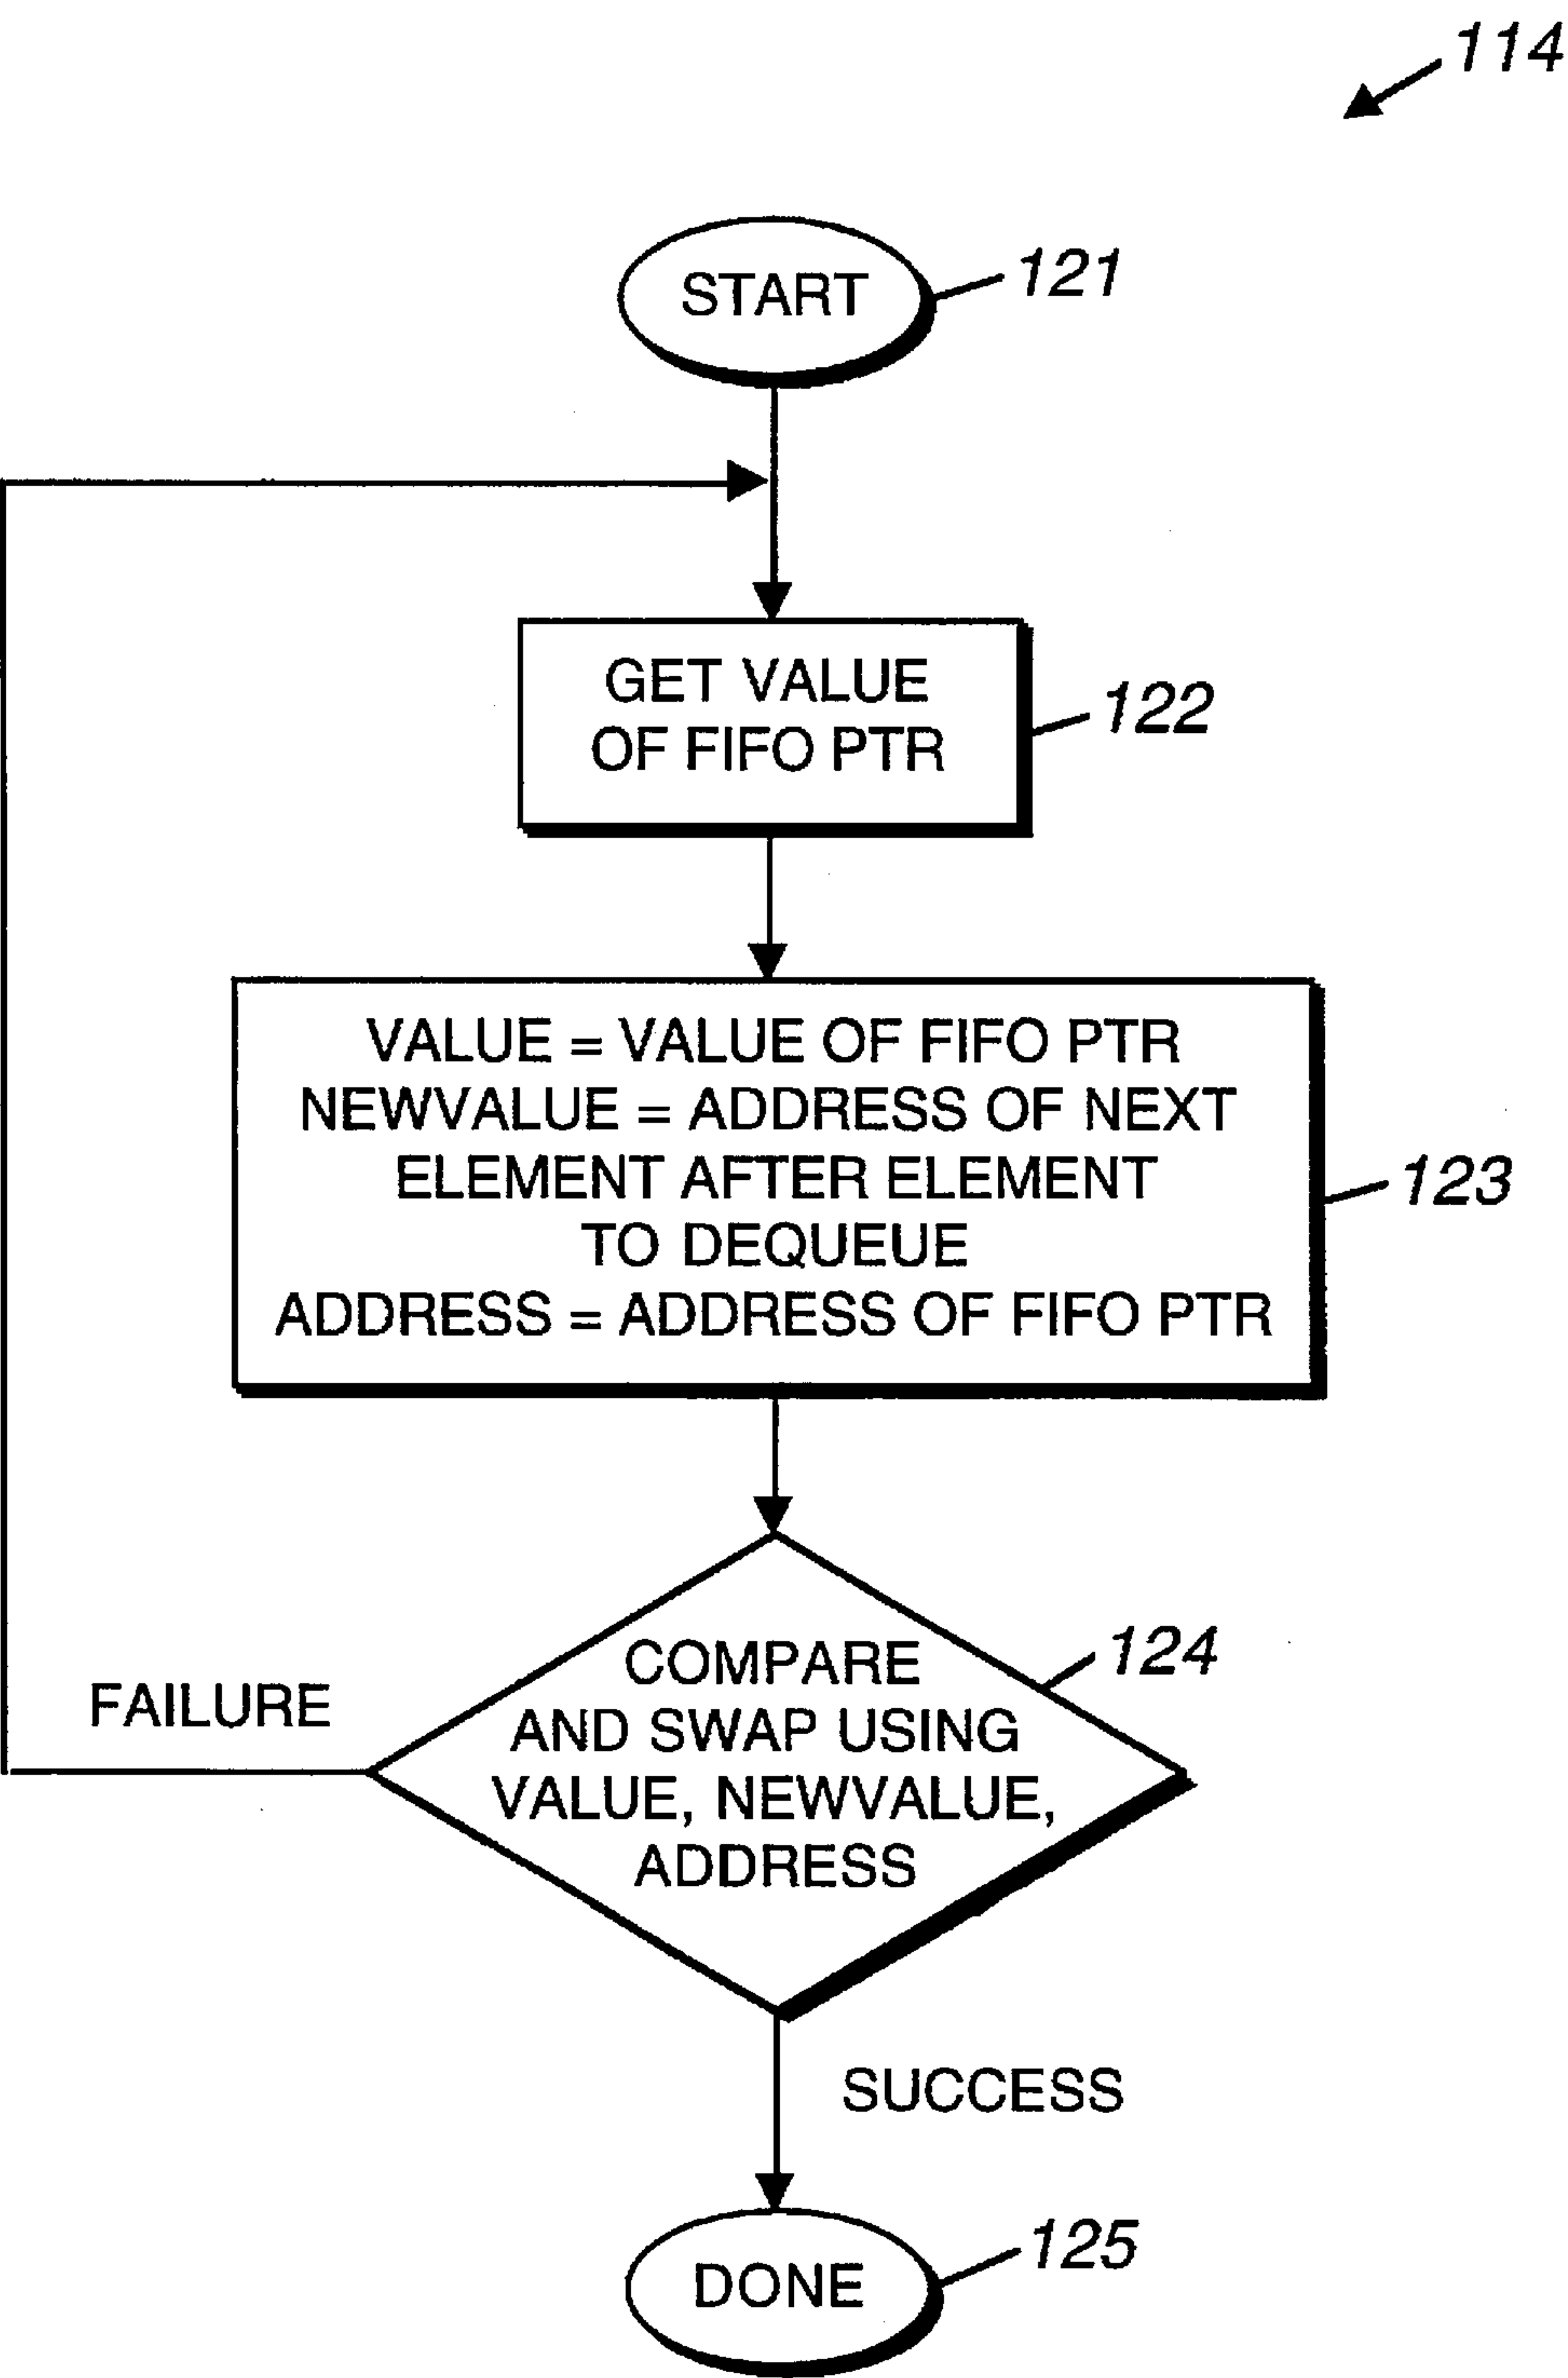 114
START
121
GET VALUE
OF FIFO PTR
122
VALUE = VALUE OF FIFO PTR
NEWVALUE = ADDRESS OF NEXT
ELEMENT AFTER ELEMENT
TO DEQUEUE
ADDRESS = ADDRESS OF FIFO PTR
123
COMPARE
AND SWAP USING
VALUE, NEWVALUE,
ADDRESS
124
FAILURE
SUCCESS
DONE
125